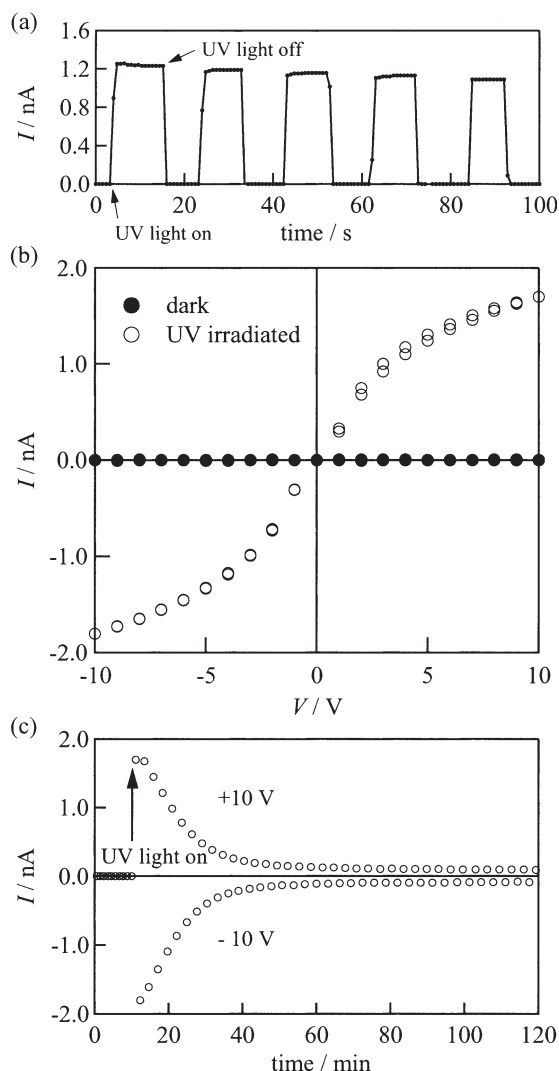 (a)
1.6
1.2
0.8
0.4
0.0
I / nA
UV light off
UV light on
0 20 40 60 80 100
time / s
(b)
2.0
1.0
0.0
-1.0
-2.0
I / nA
dark
UV irradiated
-10 -5 0 5 10
V / V
(c)
2.0
1.0
0.0
-1.0
-2.0
I / nA
+10 V
UV light on
- 10 V
0 20 40 60 80 100 120
time / min